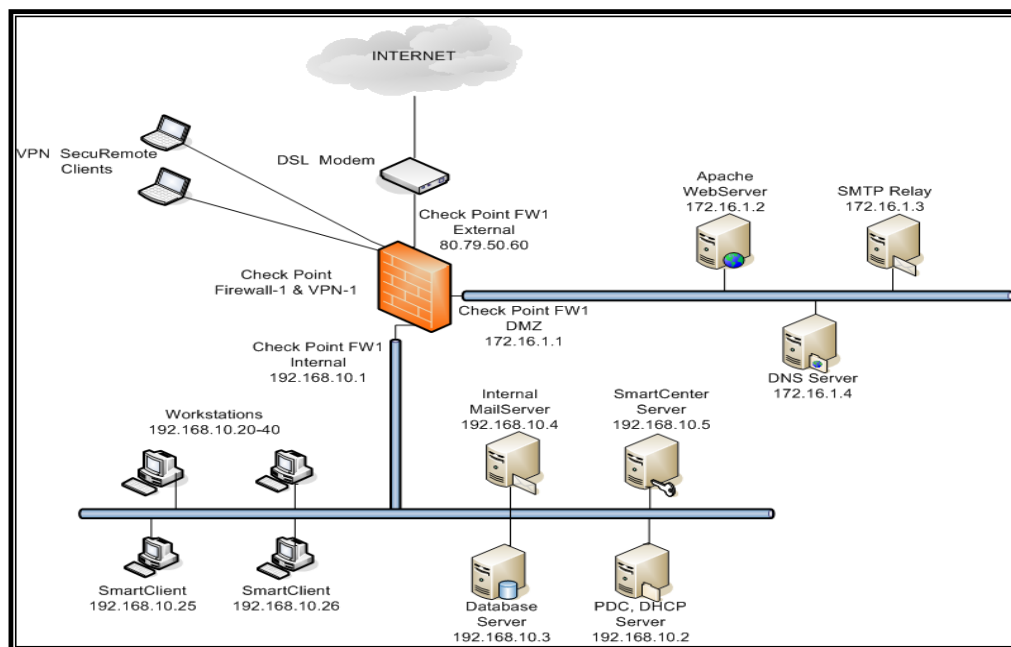 INTERNET
VPN SecuRemote
Clients
DSL Modem
Check Point FW1
External
80.79.50.60
Check Point
Firewall-1 & VPN-1
Apache
WebServer
172.16.1.2
SMTP Relay
172.16.1.3
Check Point FW1
DMZ
172.16.1.1
DNS Server
172.16.1.4
Check Point FW1
Internal
192.168.10.1
Workstations
192.168.10.20-40
Internal
MailServer
192.168.10.4
SmartCenter
Server
192.168.10.5
SmartClient
192.168.10.25
SmartClient
192.168.10.26
Database
Server
192.168.10.3
PDC, DHCP
Server
192.168.10.2